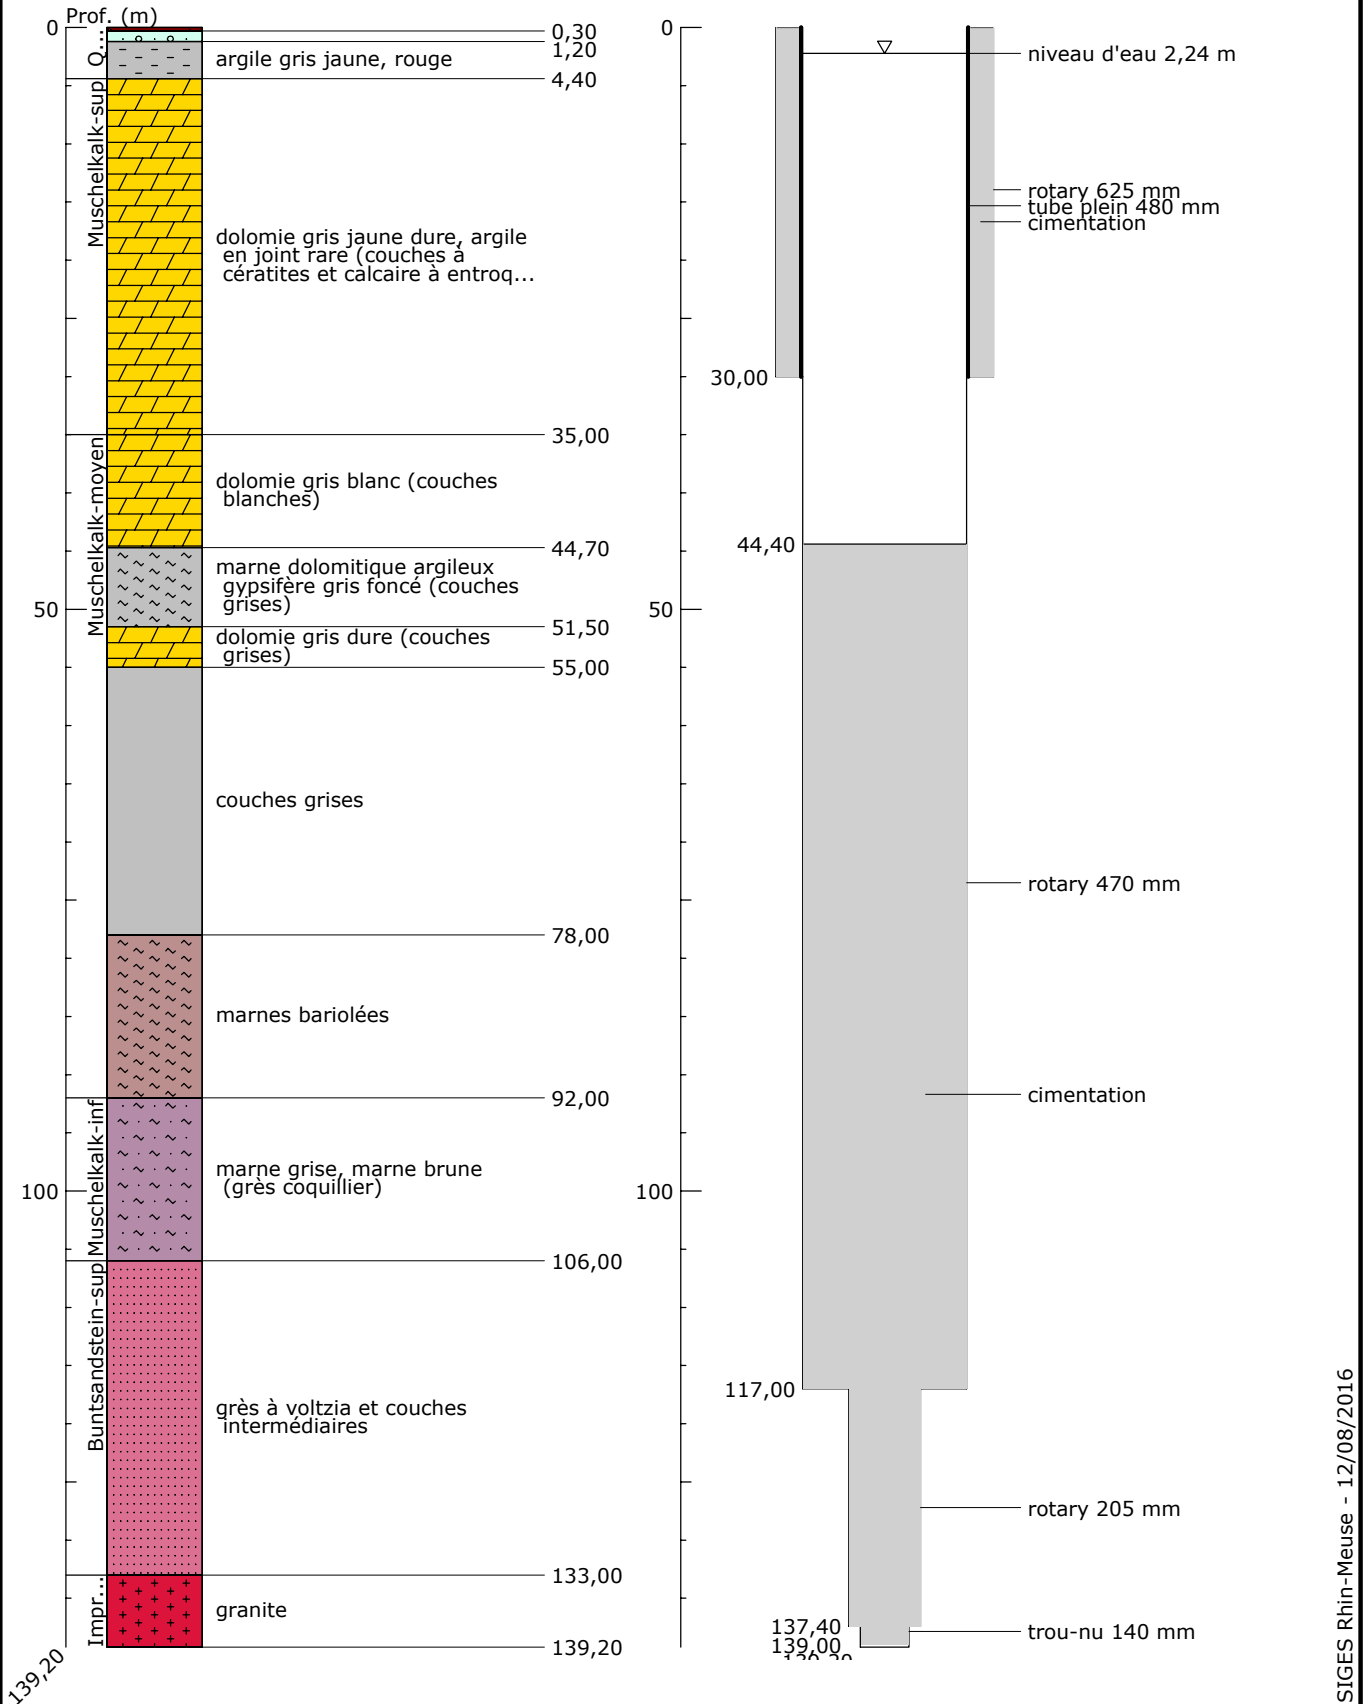 Prof. (m)
0
0,30
1,20
4,40
35,00
44,70
50
51,50
55,00
78,00
92,00
100
106,00
133,00
139,20
139,20
Q...
Muschelkalk-sup
Muschelkalk-moyen
Muschelkalk-inf
Buntsandstein-sup
Impr...
argile gris jaune, rouge
dolomie gris jaune dure, argile
en joint rare (couches à
cératites et calcaire à entroq...
dolomie gris blanc (couches
blanches)
marne dolomitique argileux
gypsifère gris foncé (couches
grises)
dolomie gris dure (couches
grises)
couches grises
marnes bariolées
marne grise, marne brune
(grès coquillier)
grès à voltzia et couches
intermédiaires
granite
0
30,00
44,40
50
100
117,00
137,40
139,00
niveau d'eau 2,24 m
rotary 625 mm
tube plein 480 mm
cimentation
rotary 470 mm
cimentation
rotary 205 mm
trou-nu 140 mm
SIGES Rhin-Meuse - 12/08/2016